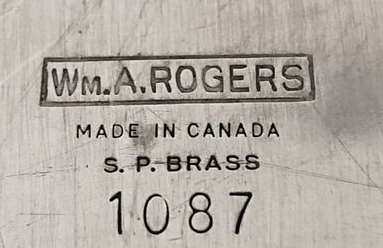 WM.A.ROGERS
MADE IN CANADA
S. P. BRASS
1087